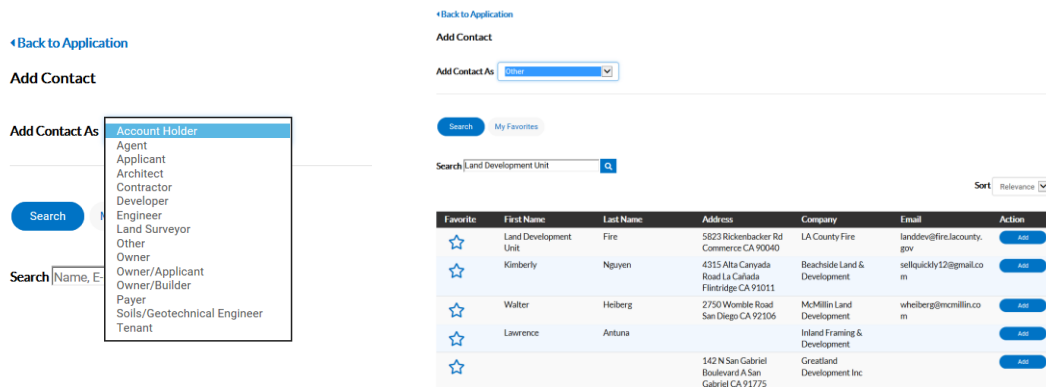 Back to Application
Add Contact
Add Contact As
Account Holder
Agent
Applicant
Architect
Contractor
Developer
Engineer
Land Surveyor
Other
Owner
Owner/Applicant
Owner/Builder
Payer
Soils/Geotechnical Engineer
Tenant
Search
Search Name, E-
Back to Application
Add Contact
Add Contact As Other
Search My Favorites
Search Land Development Unit
Sort Relevance
Favorite First Name Last Name Address Company Email Action
Land Development Fire 5823 Rickenbacker Rd LA County Fire landdev@fire.lacounty. Add
Unit Commerce CA 90040 gov
Kimberly Nguyen 4315 Alta Canyada Beachside Land & sellquickly12@gmail.co Add
Road La Cañada Development m
Flintridge CA 91011
Walter Heiberg 2750 Womble Road McMillin Land wheiberg@mcmillin.co Add
San Diego CA 92106 Development m
Lawrence Antuna Inland Framing & Add
Development
142 N San Gabriel Greatland Add
Boulevard A San Development Inc
Gabriel CA 91775